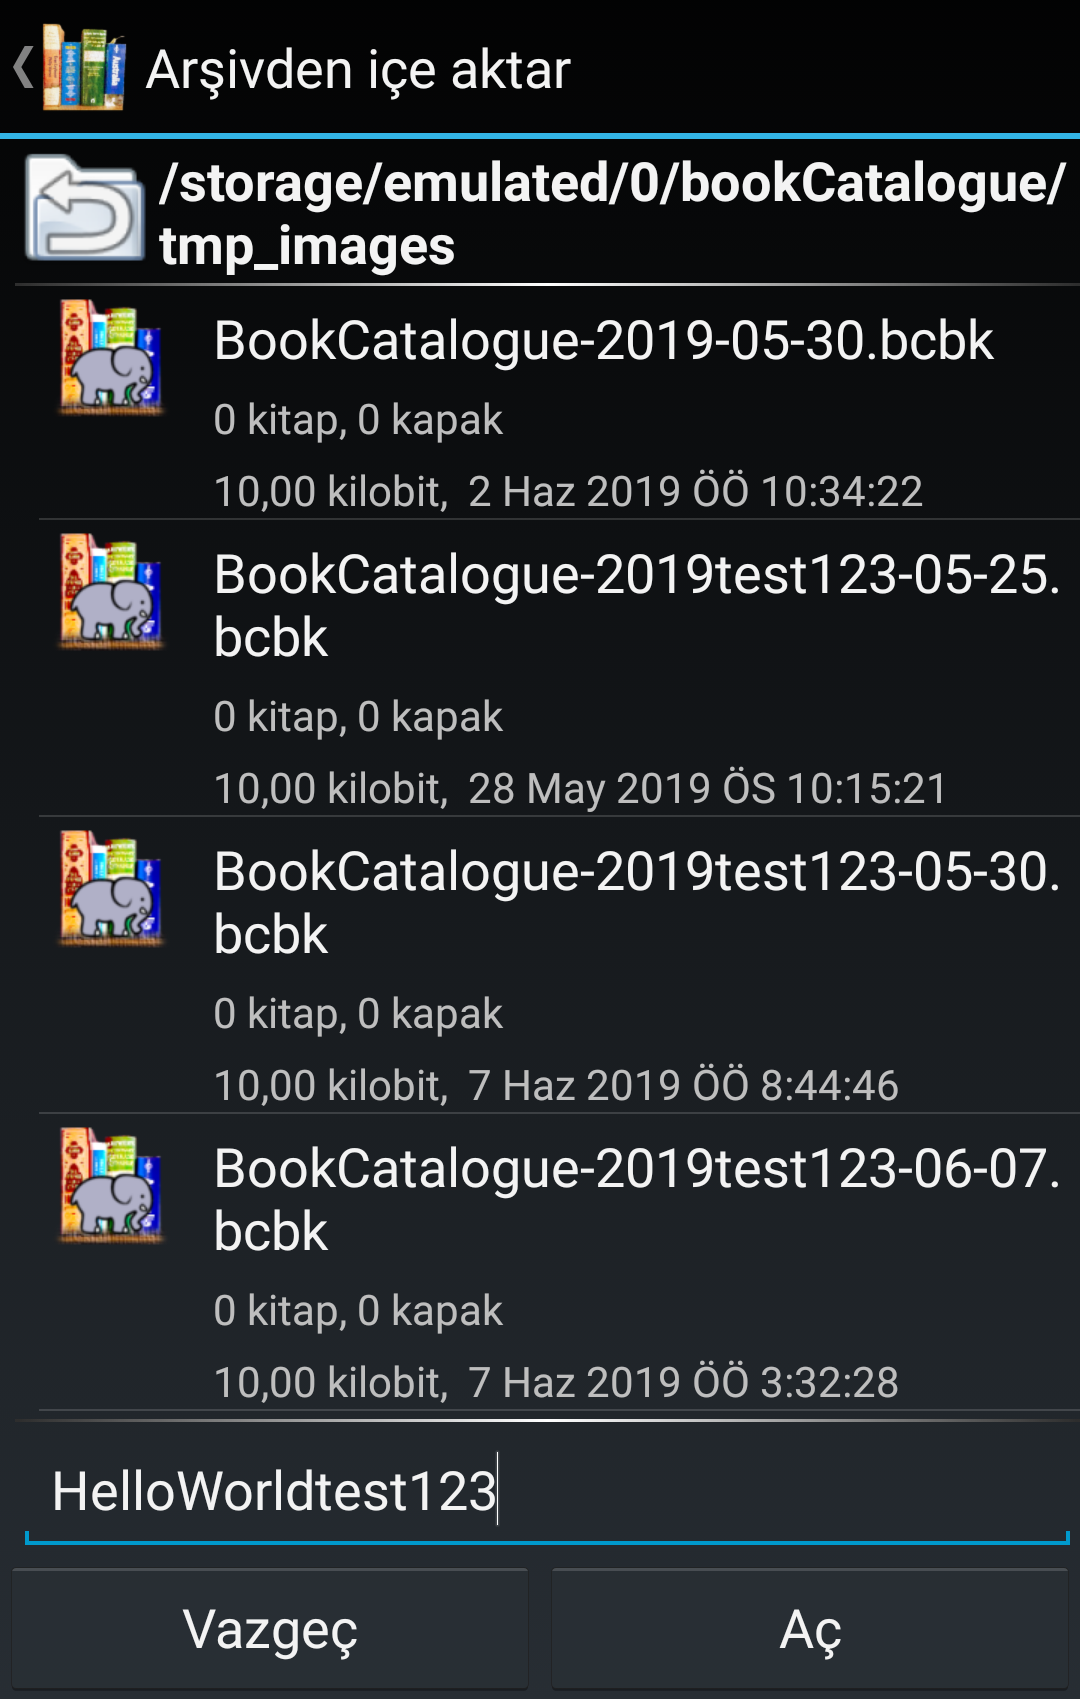 Arşivden içe aktar
/storage/emulated/0/bookCatalogue/
tmp_images
BookCatalogue-2019-05-30.bcbk
0 kitap, 0 kapak
10,00 kilobit, 2 Haz 2019 ÖÖ 10:34:22
BookCatalogue-2019test123-05-25.
bcbk
0 kitap, 0 kapak
10,00 kilobit, 28 May 2019 ÖS 10:15:21
BookCatalogue-2019test123-05-30.
bcbk
0 kitap, 0 kapak
10,00 kilobit, 7 Haz 2019 ÖÖ 8:44:46
BookCatalogue-2019test123-06-07.
bcbk
0 kitap, 0 kapak
10,00 kilobit, 7 Haz 2019 ÖÖ 3:32:28
HelloWorldtest123
Vazgeç
Aç